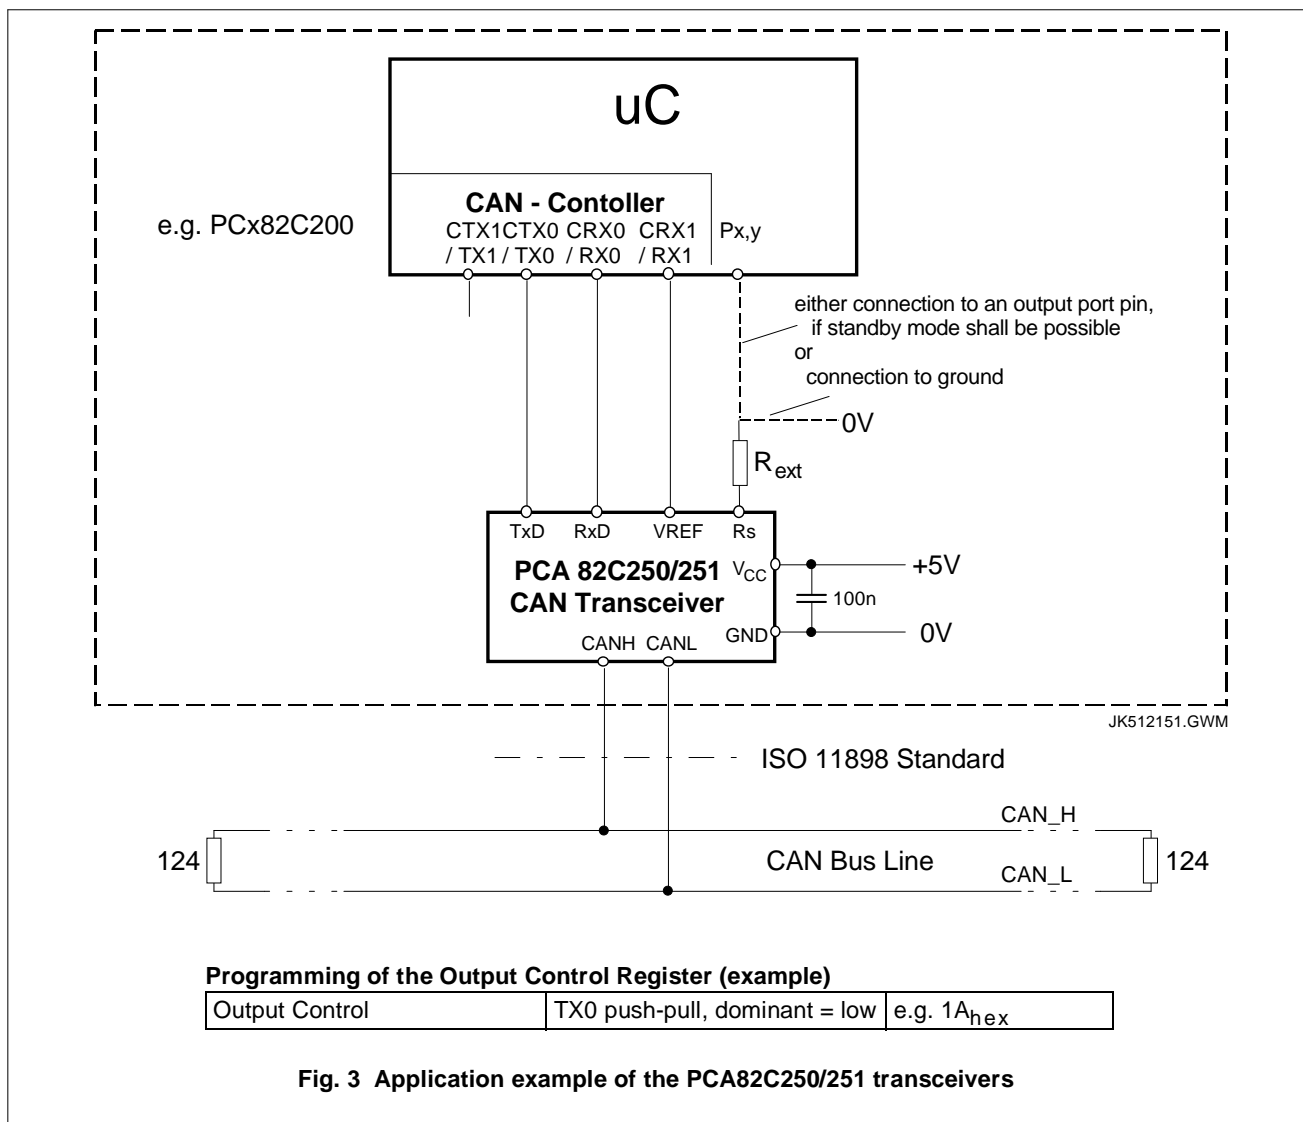 uC
CAN - Contoller
e.g. PCx82C200
CTX1 CTX0 CRX0 CRX1 Px,y
/ TX1 / TX0 / RX0 / RX1
either connection to an output port pin,
if standby mode shall be possible
or
connection to ground
0V
Rext
TxD RxD VREF Rs
PCA 82C250/251
CAN Transceiver
VCC
+5V
100n
GND
0V
CANH CANL
JK512151.GWM
ISO 11898 Standard
CAN_H
124 CAN Bus Line 124
CAN_L
Programming of the Output Control Register (example)
Output Control TX0 push-pull, dominant = low e.g. 1Ahex
Fig. 3 Application example of the PCA82C250/251 transceivers